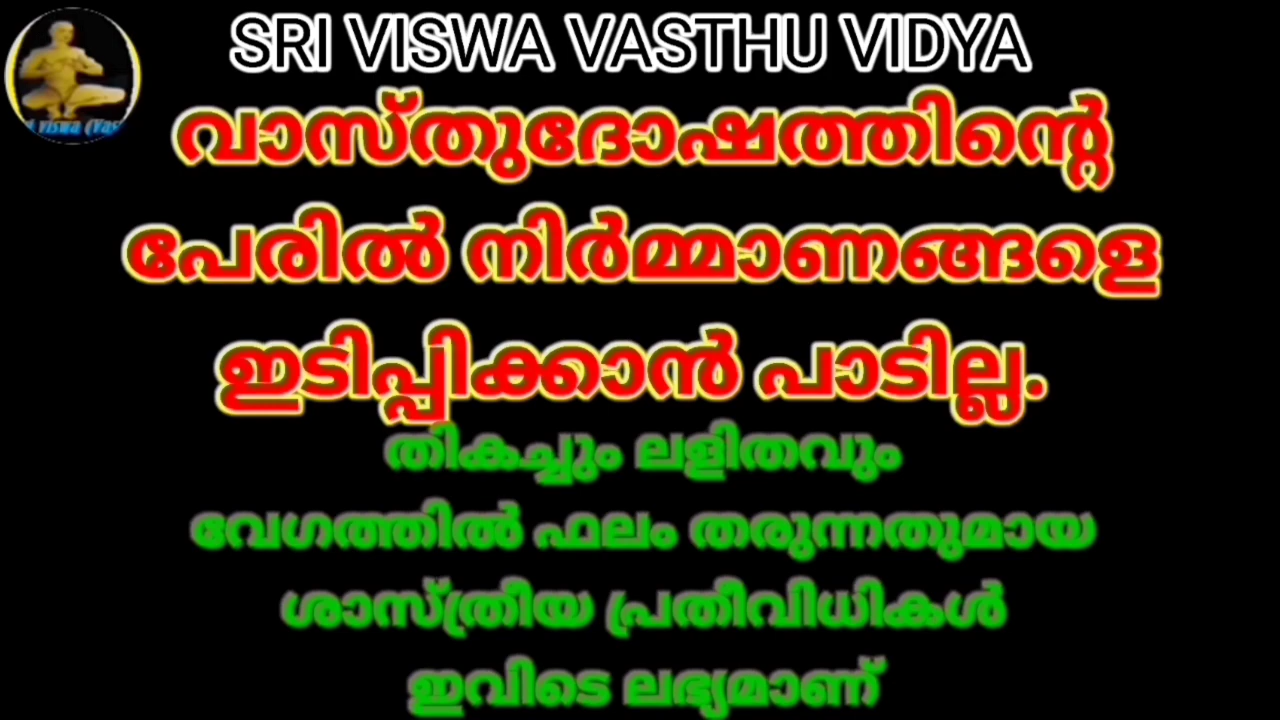 SRI VISWA VASTHU VIDYA
വാസ്തുദോഷത്തിന്റെ
പേരിൽ നിർമ്മാണങ്ങളെ
ഇടിപ്പിക്കാൻ പാടില്ല.
തികച്ചും ലളിതവും
വേഗത്തിൽ ഫലം തരുന്നതുമായ
ശാസ്ത്രീയ പ്രതിവിധികൾ
ഇവിടെ ലഭ്യമാണ്